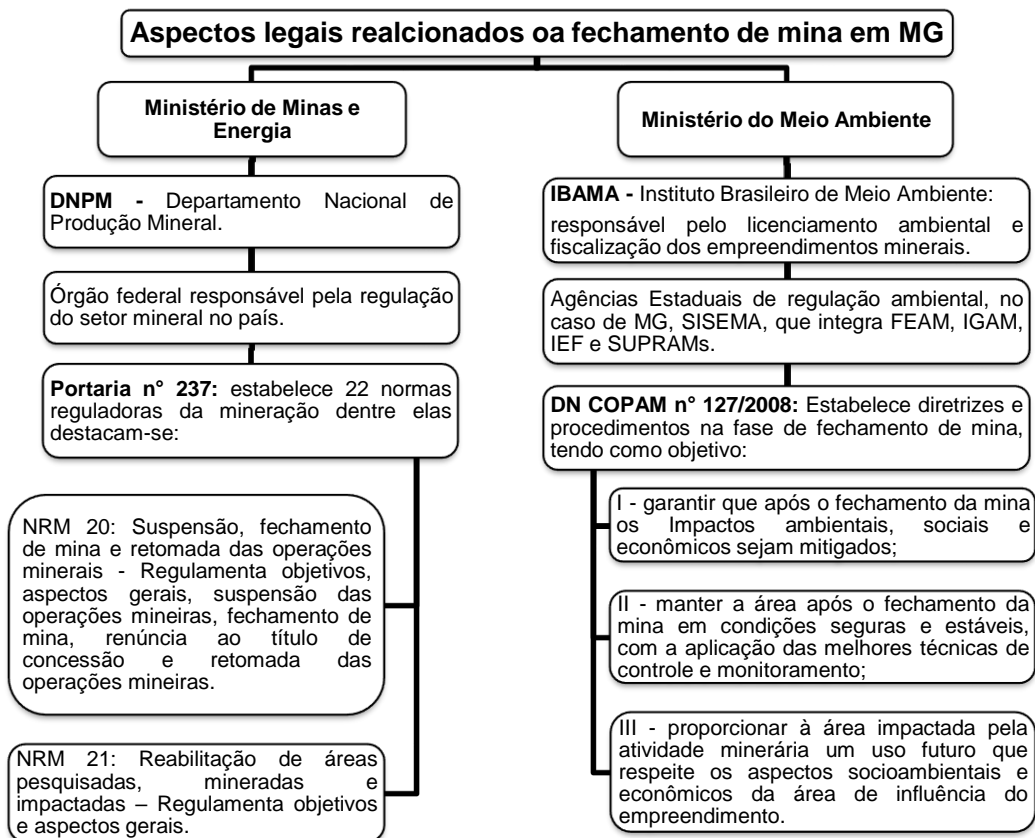 Aspectos legais realcionados oa fechamento de mina em MG
Ministério de Minas e
Energia
DNPM - Departamento Nacional de
Produção Mineral.
Órgão federal responsável pela regulação
do setor mineral no país.
Portaria n° 237: estabelece 22 normas
reguladoras da mineração dentre elas
destacam-se:
NRM 20: Suspensão, fechamento
de mina e retomada das operações
minerais - Regulamenta objetivos,
aspectos gerais, suspensão das
operações mineiras, fechamento de
mina, renúncia ao título de
concessão e retomada das
operações mineiras.
NRM 21: Reabilitação de áreas
pesquisadas, mineradas e
impactadas – Regulamenta objetivos
e aspectos gerais.
Ministério do Meio Ambiente
IBAMA - Instituto Brasileiro de Meio Ambiente:
responsável pelo licenciamento ambiental e
fiscalização dos empreendimentos minerais.
Agências Estaduais de regulação ambiental, no
caso de MG, SISEMA, que integra FEAM, IGAM,
IEF e SUPRAMs.
DN COPAM n° 127/2008: Estabelece diretrizes e
procedimentos na fase de fechamento de mina,
tendo como objetivo:
I - garantir que após o fechamento da mina
os Impactos ambientais, sociais e
econômicos sejam mitigados;
II - manter a área após o fechamento da
mina em condições seguras e estáveis,
com a aplicação das melhores técnicas de
controle e monitoramento;
III - proporcionar à área impactada pela
atividade minerária um uso futuro que
respeite os aspectos socioambientais e
econômicos da área de influência do
empreendimento.